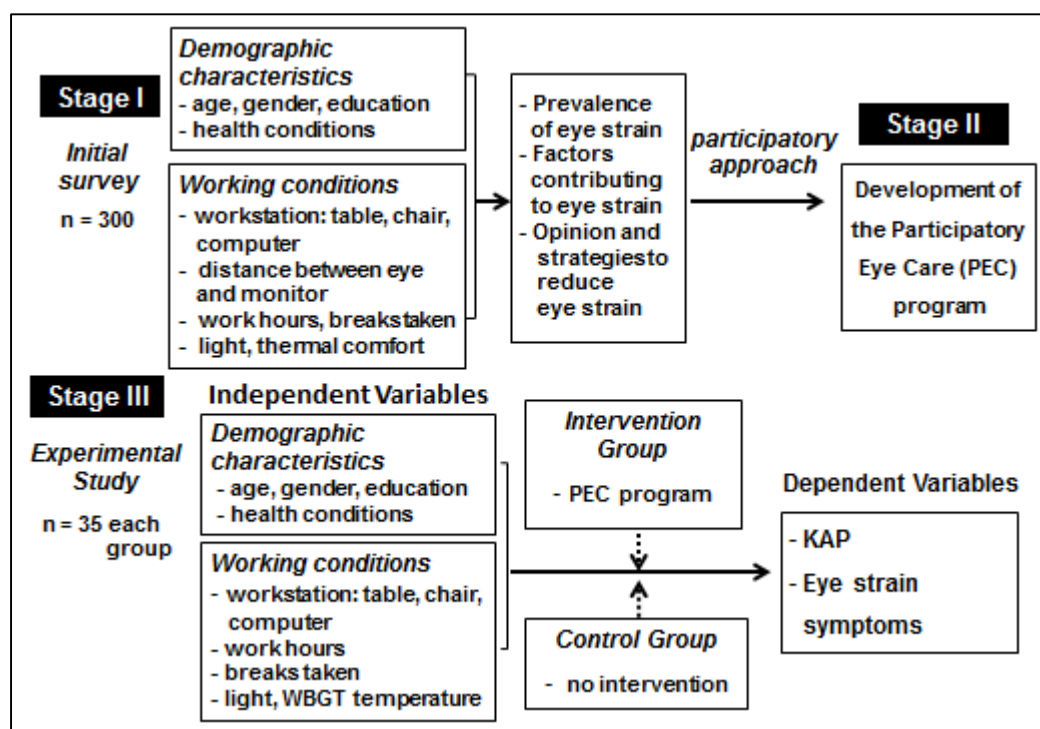 Stage I
Initial
survey
n = 300
Demographic
characteristics
- age, gender, education
- health conditions
Working conditions
- workstation: table, chair,
computer
- distance between eye
and monitor
- work hours, breakstaken
- light, thermal comfort
- Prevalence
of eye strain
- Factors
contributing
to eye strain
- Opinion and
strategiesto
reduce
eye strain
participatory
approach
Stage II
Development of
the Participatory
Eye Care (PEC)
program
Stage III
Experimental
Study
n = 35 each
group
Independent Variables
Demographic
characteristics
- age, gender, education
- health conditions
Working conditions
- workstation: table, chair,
computer
- work hours
- breaks taken
- light, WBGT temperature
Intervention
Group
- PEC program
Control Group
- no intervention
Dependent Variables
- KAP
- Eye strain
symptoms